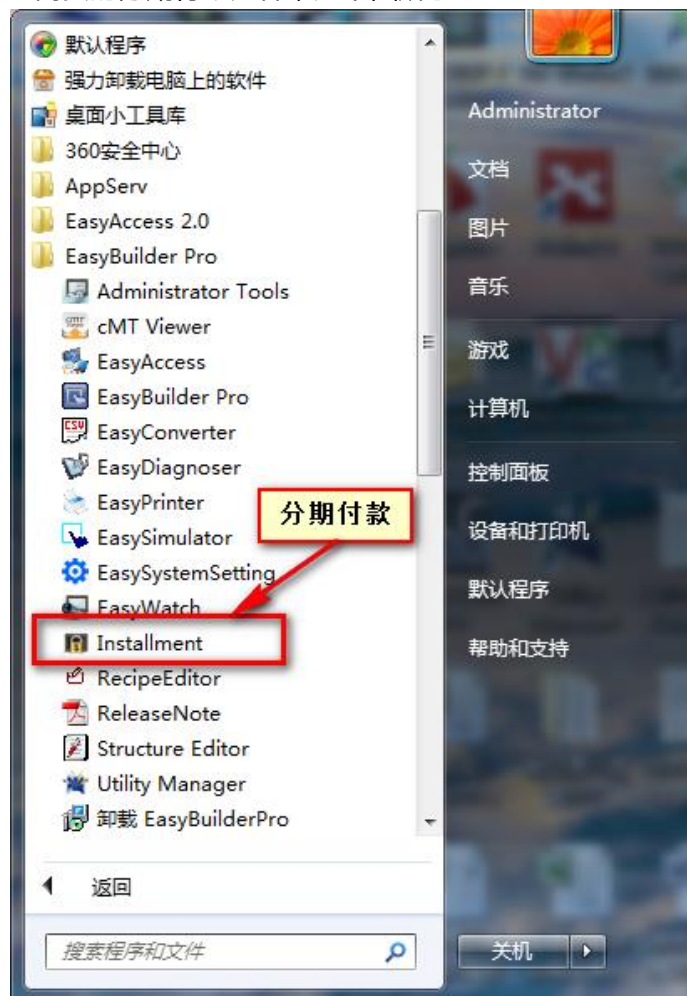 默认程序
强力卸载电脑上的软件
桌面小工具库
360安全中心
AppServ
EasyAccess 2.0
EasyBuilder Pro
Administrator Tools
cMT Viewer
EasyAccess
EasyBuilder Pro
EasyConverter
EasyDiagnoser
EasyPrinter
EasySimulator
EasySystemSetting
EasyWatch
Installment
RecipeEditor
ReleaseNote
Structure Editor
Utility Manager
卸载 EasyBuilderPro
返回
搜索程序和文件
分期付款
Administrator
文档
图片
音乐
游戏
计算机
控制面板
设备和打印机
默认程序
帮助和支持
关机